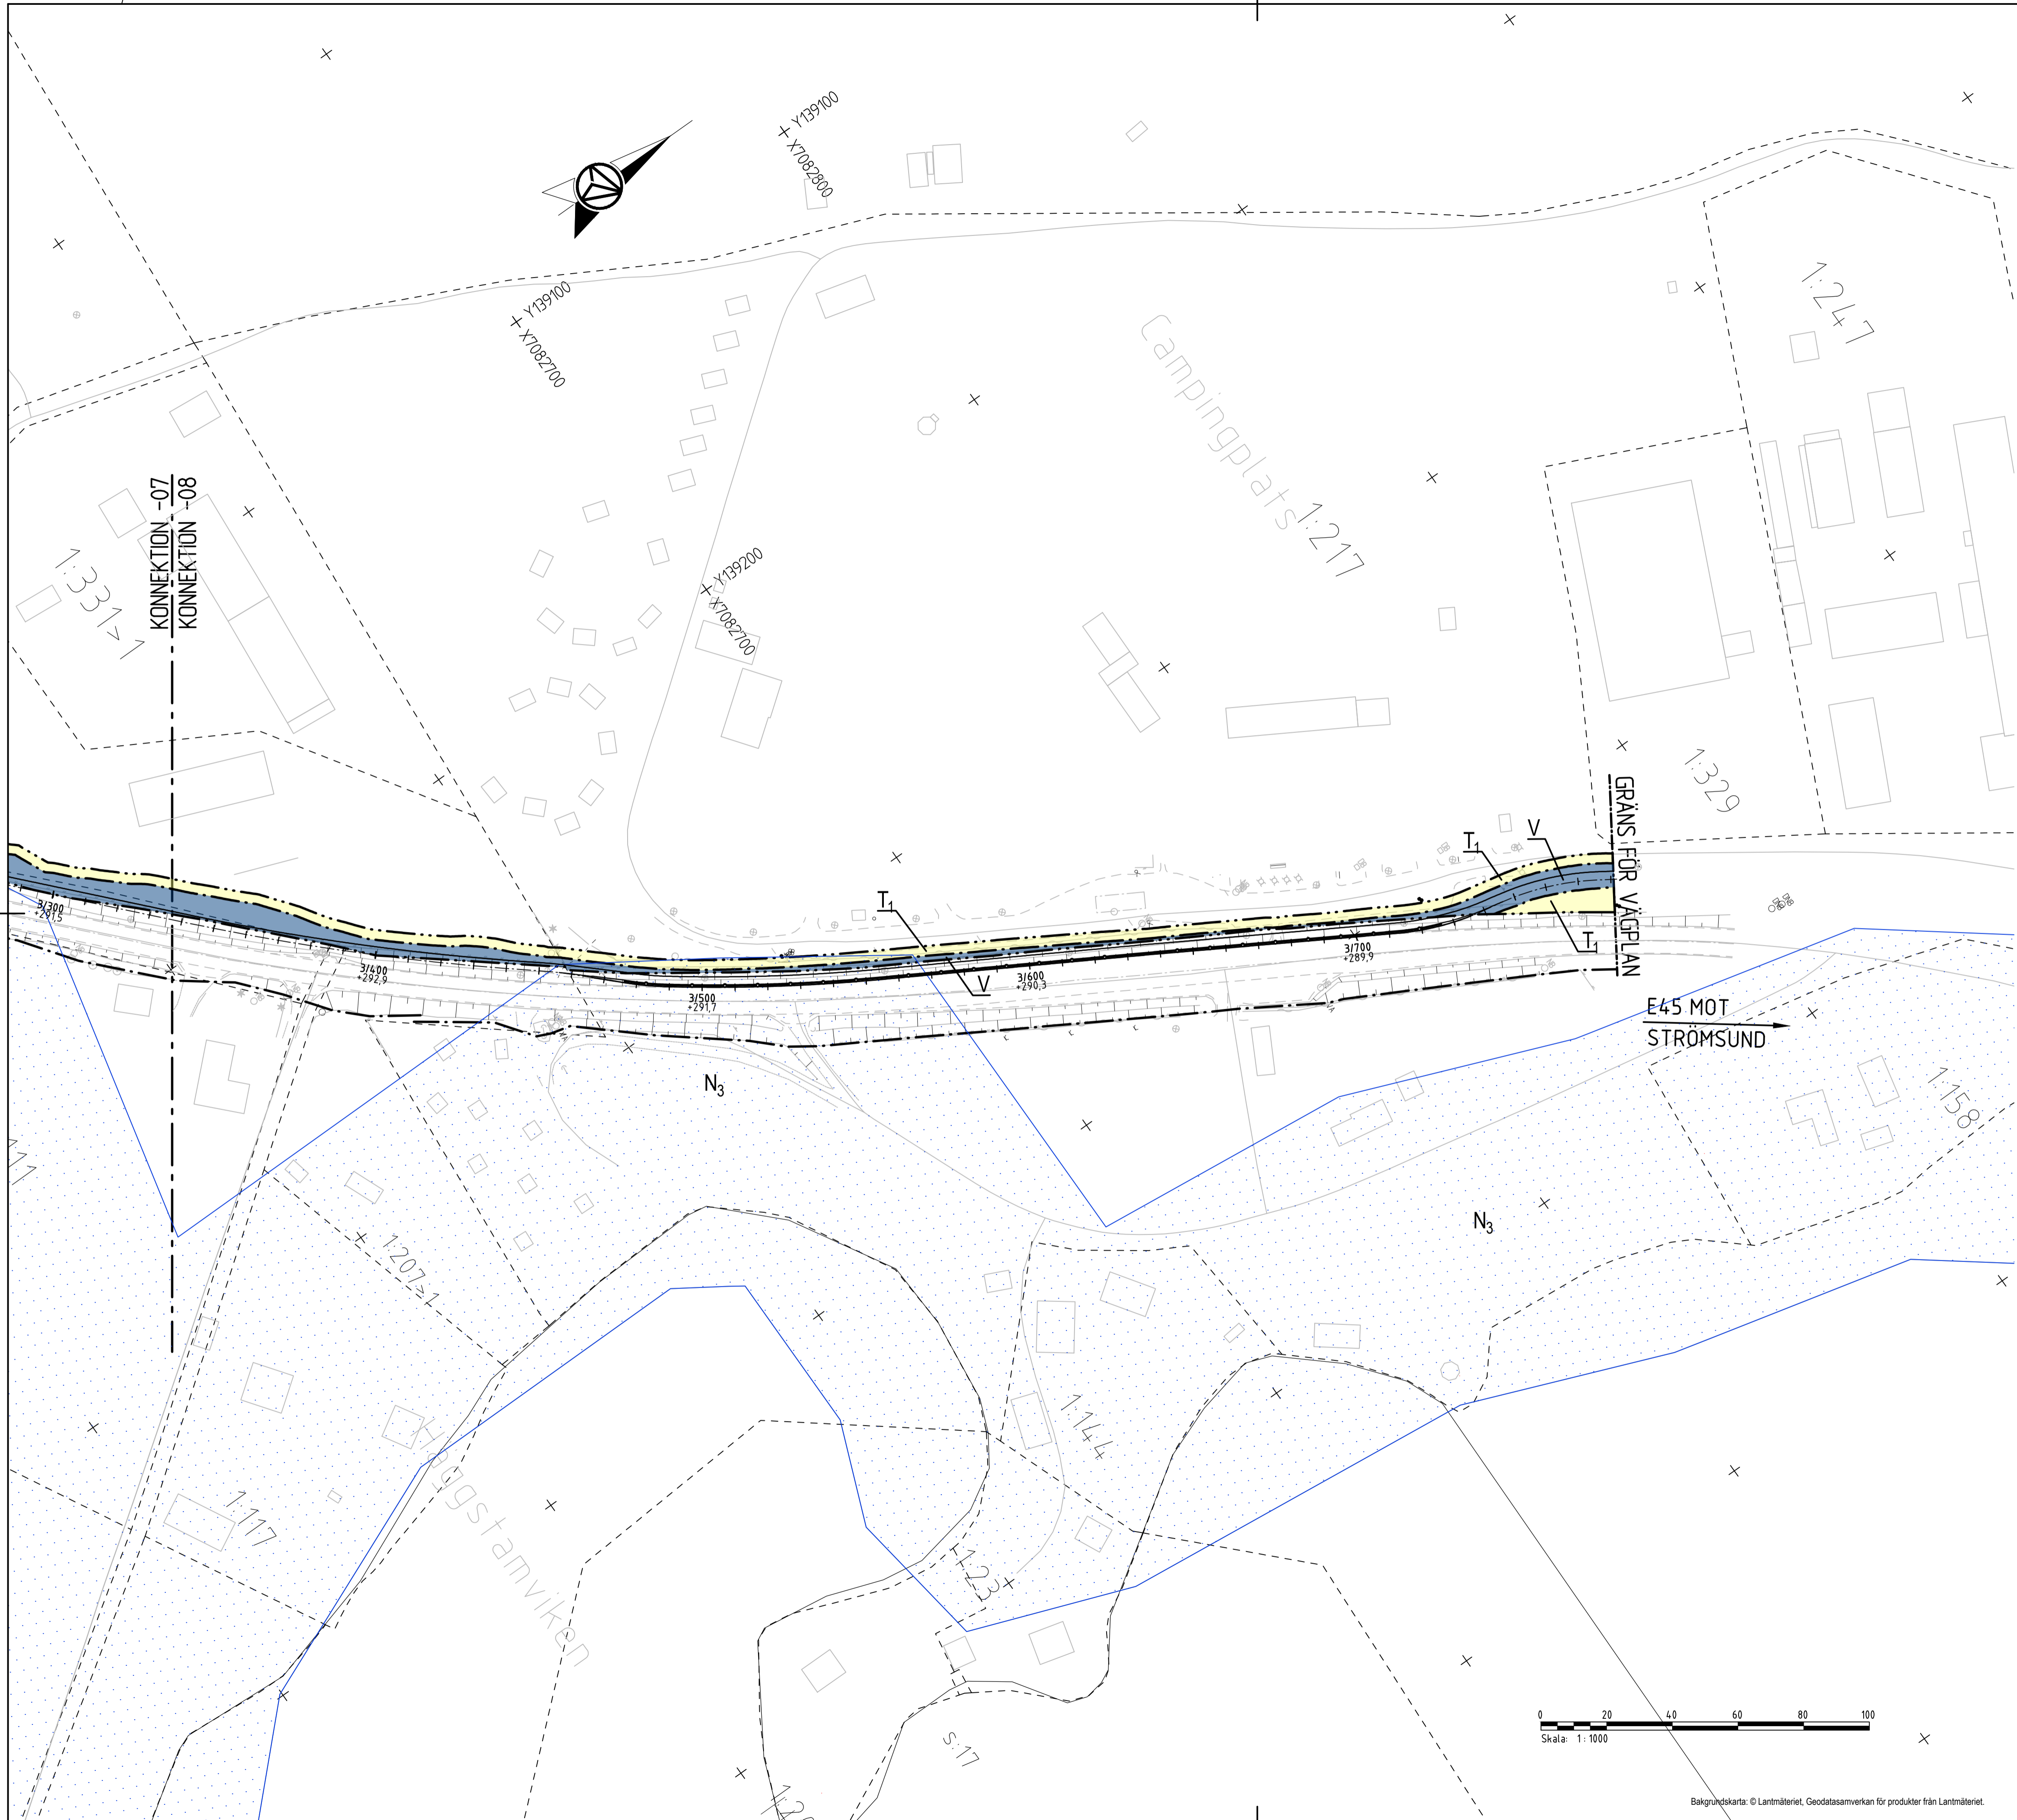 Y139100
X7082800
Y139100
X7082700
1:247
Campingplats
1:217
KONNEKTION -07
KONNEKTION -08
1:331>1
Y139200
X7082700
1:329
GRÄNS FÖR VÄGPLAN
T1
V
T1
V
T1
3/300
+291,5
3/400
+292,9
3/500
+291,7
3/600
+290,3
3/700
+289,9
E45 MOT
STRÖMSUND
N3
1:158
N3
1:207>1
1:144
1:117
1:23
S:17
0 20 40 60 80 100
Skala: 1:1000
Bakgrundskarta: © Lantmäteriet, Geodatasamverkan för produkter från Lantmäteriet.